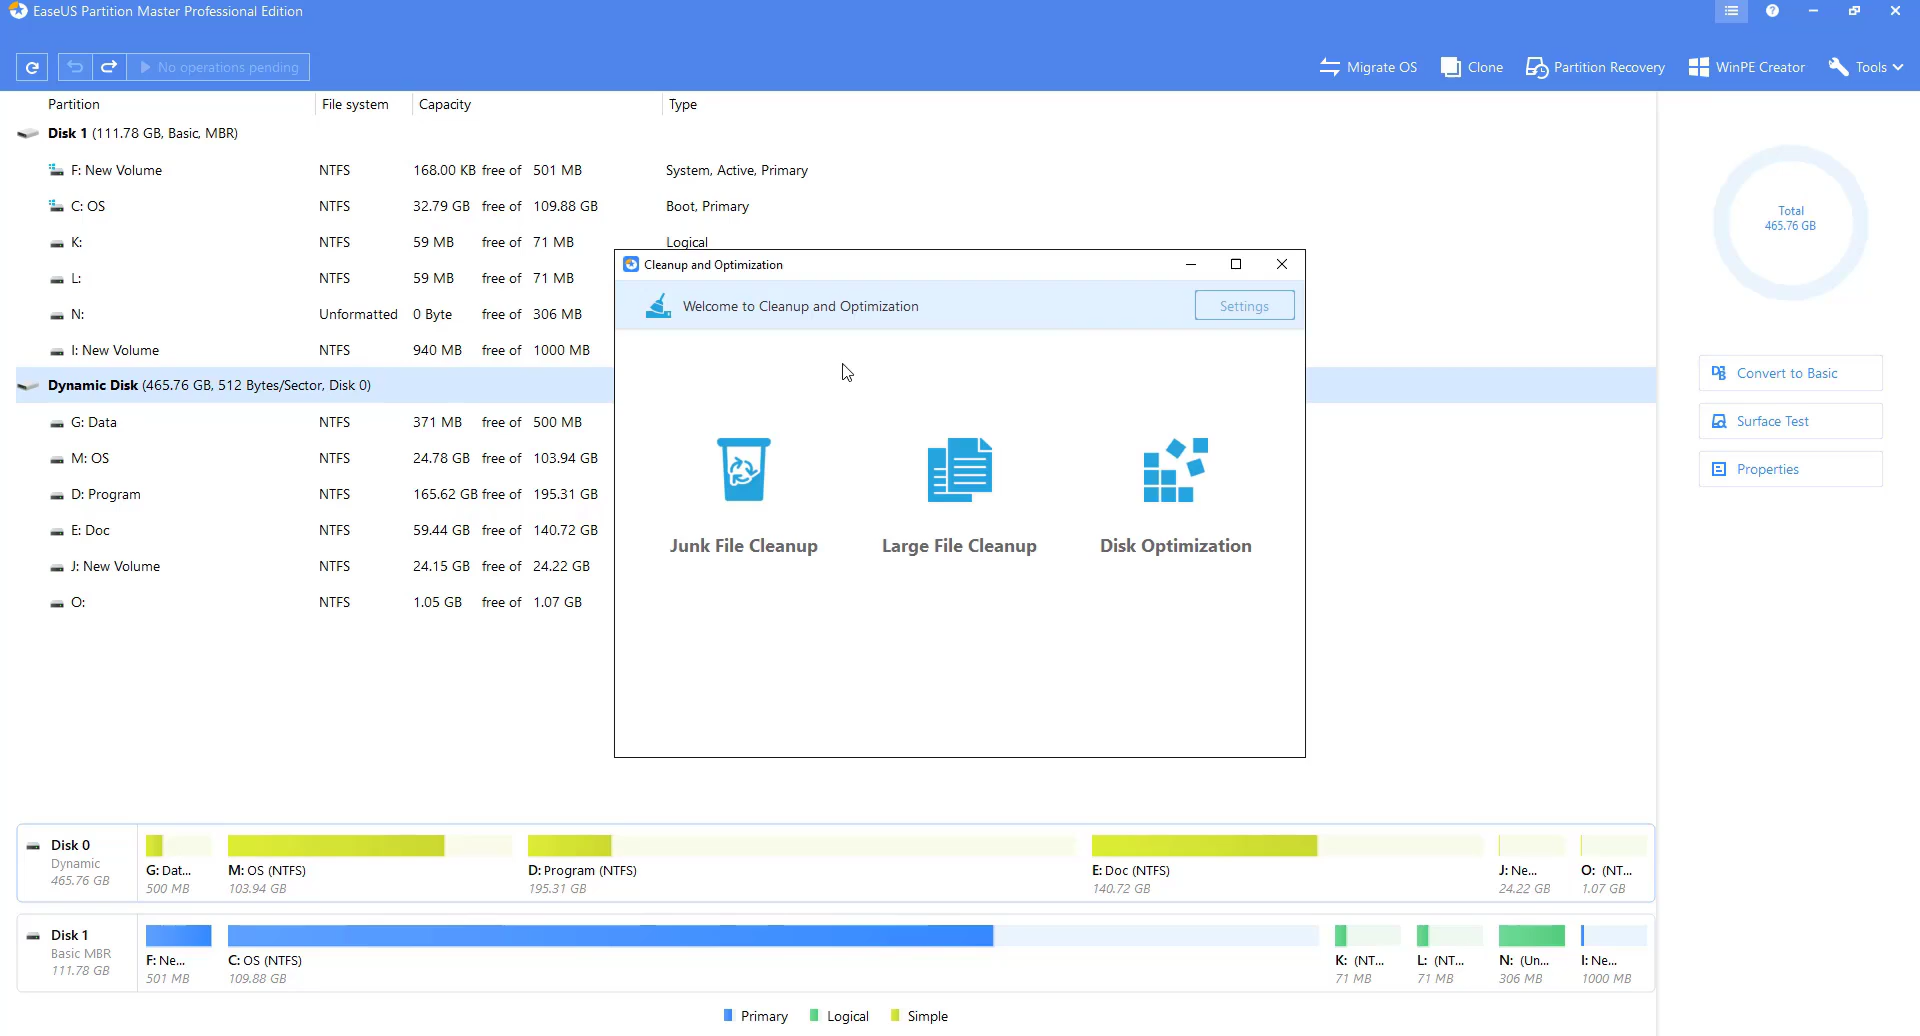 EaseUS Partition Master Professional Edition
No operations pending
Migrate OS Clone Partition Recovery WinPE Creator Tools
Partition File system Capacity Type
Disk 1 (111.78 GB, Basic, MBR)
F: New Volume NTFS 168.00 KB free of 501 MB System, Active, Primary
C: OS NTFS 32.79 GB free of 109.88 GB Boot, Primary
K: NTFS 59 MB free of 71 MB Logical
L: NTFS 59 MB free of 71 MB
N: Unformatted 0 Byte free of 306 MB
I: New Volume NTFS 940 MB free of 1000 MB
Dynamic Disk (465.76 GB, 512 Bytes/Sector, Disk 0)
G: Data NTFS 371 MB free of 500 MB
M: OS NTFS 24.78 GB free of 103.94 GB
D: Program NTFS 165.62 GB free of 195.31 GB
E: Doc NTFS 59.44 GB free of 140.72 GB
J: New Volume NTFS 24.15 GB free of 24.22 GB
O: NTFS 1.05 GB free of 1.07 GB
Cleanup and Optimization
Welcome to Cleanup and Optimization
Settings
Junk File Cleanup Large File Cleanup Disk Optimization
Total
465.76 GB
Convert to Basic
Surface Test
Properties
Disk 0
Dynamic
465.76 GB
G: Dat... M: OS (NTFS) D: Program (NTFS) E: Doc (NTFS) J: Ne... O: (NT...
500 MB 103.94 GB 195.31 GB 140.72 GB 24.22 GB 1.07 GB
Disk 1
Basic MBR
111.78 GB
F: Ne... C: OS (NTFS) K: (NT... L: (NT... N: (Un... I: Ne...
501 MB 109.88 GB 71 MB 71 MB 306 MB 1000 MB
Primary Logical Simple